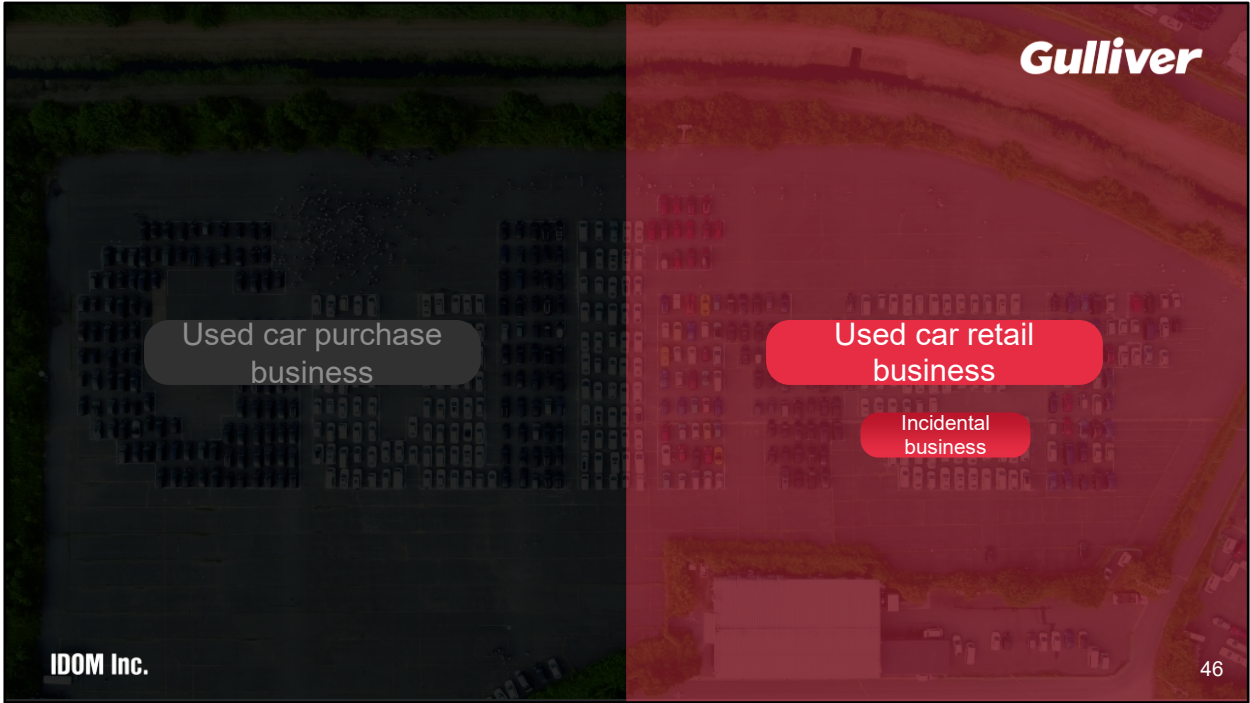 Gulliver
Used car purchase
business
Used car retail
business
Incidental
business
IDOM Inc.
46